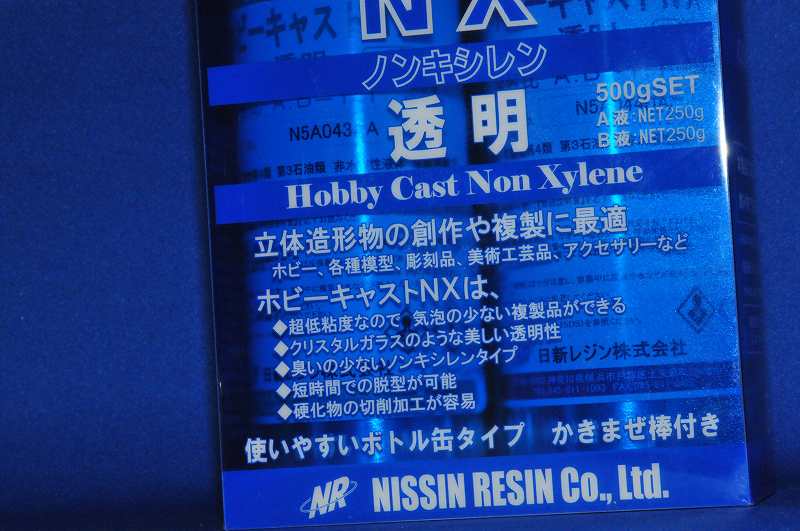 NX
ノンキシレン
透明
500gSET
A液:NET250g
B液:NET250g
N5A043 A
第3石油類
Hobby Cast Non Xylene
立体造形物の創作や複製に最適
ホビー、各種模型、彫刻品、美術工芸品、アクセサリーなど
ホビーキャストNXは、
◆超低粘度なので、気泡の少ない複製品ができる
◆クリスタルガラスのような美しい透明性
◆臭いの少ないノンキシレンタイプ
日新レジン株式会社
◆短時間での脱型が可能
◆硬化物の切削加工が容易
使いやすいボトル缶タイプ かきまぜ棒付き
NR NISSIN RESIN Co., Ltd.